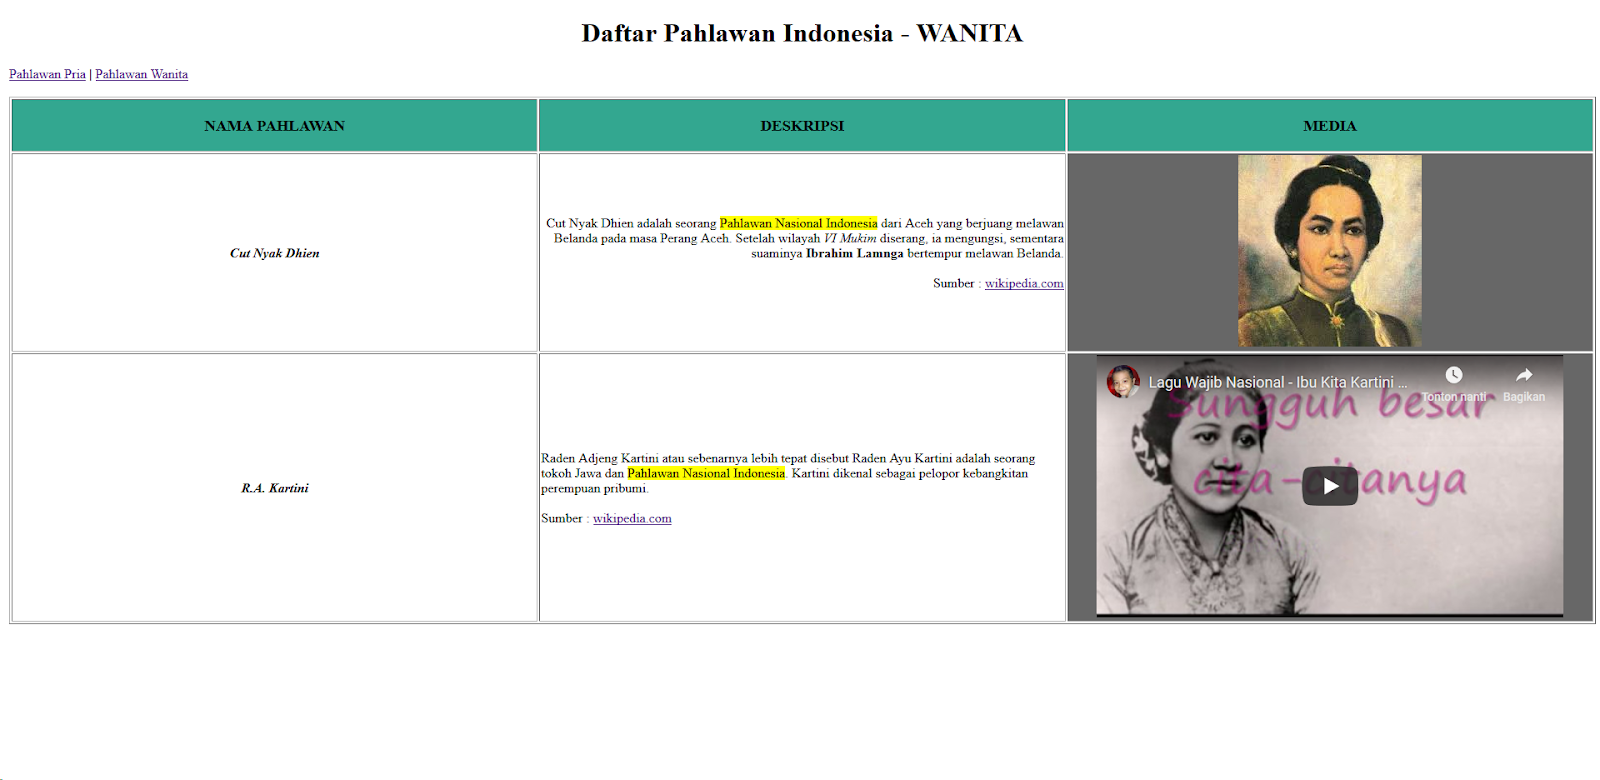 Daftar Pahlawan Indonesia - WANITA
Pahlawan Pria | Pahlawan Wanita
NAMA PAHLAWAN
DESKRIPSI
MEDIA
Cut Nyak Dhien
Cut Nyak Dhien adalah seorang Pahlawan Nasional Indonesia dari Aceh yang berjuang melawan
Belanda pada masa Perang Aceh. Setelah wilayah VI Mukim diserang, ia mengungsi, sementara
suaminya Ibrahim Lamnga bertempur melawan Belanda.
Sumber : wikipedia.com
R.A. Kartini
Raden Adjeng Kartini atau sebenarnya lebih tepat disebut Raden Ayu Kartini adalah seorang
tokoh Jawa dan Pahlawan Nasional Indonesia. Kartini dikenal sebagai pelopor kebangkitan
perempuan pribumi.
Sumber : wikipedia.com
Lagu Wajib Nasional - Ibu Kita Kartini ...
Tonton nanti
Bagikan
Sungguh besar
cita-citanya